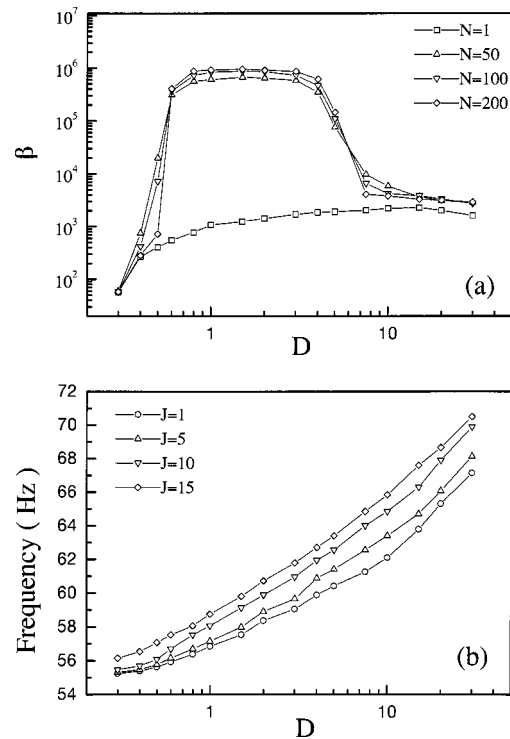 10^7
10^6
10^5
10^4
10^3
10^2
β
1
10
D
N=1
N=50
N=100
N=200
(a)
72
70
68
66
64
62
60
58
56
54
Frequency ( Hz )
1
10
D
J=1
J=5
J=10
J=15
(b)